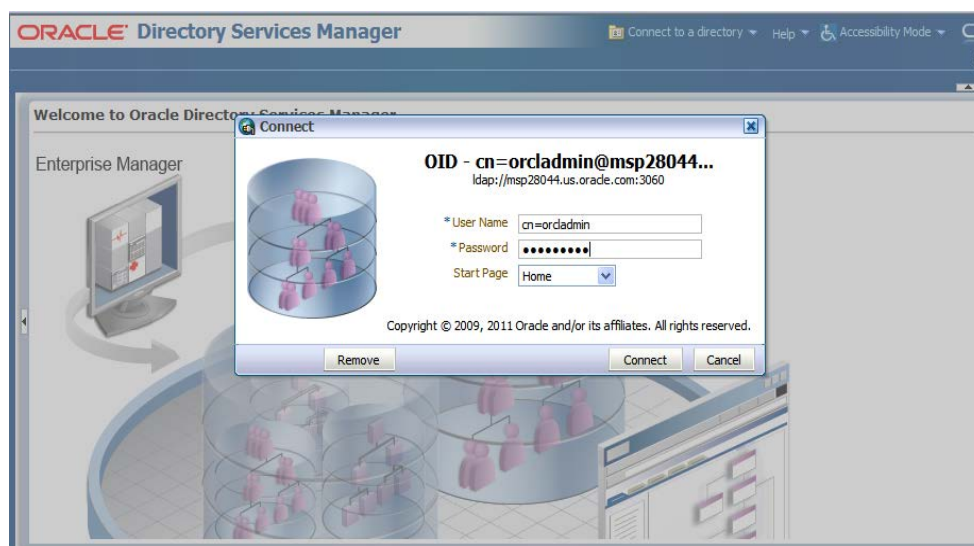 ORACLE Directory Services Manager
Connect to a directory Help Accessibility Mode
Welcome to Oracle Directory Services Manager
Connect
Enterprise Manager
OID - cn=orcladmin@msp28044...
ldap://msp28044.us.oracle.com:3060
* User Name cn=orcladmin
* Password •••••••••
Start Page Home
Copyright © 2009, 2011 Oracle and/or its affiliates. All rights reserved.
Remove Connect Cancel